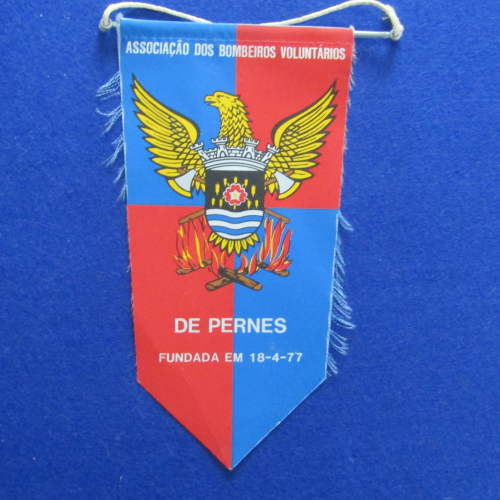 ASSOCIAÇÃO DOS BOMBEIROS VOLUNTÁRIOS
DE PERNES
FUNDADA EM 18-4-77